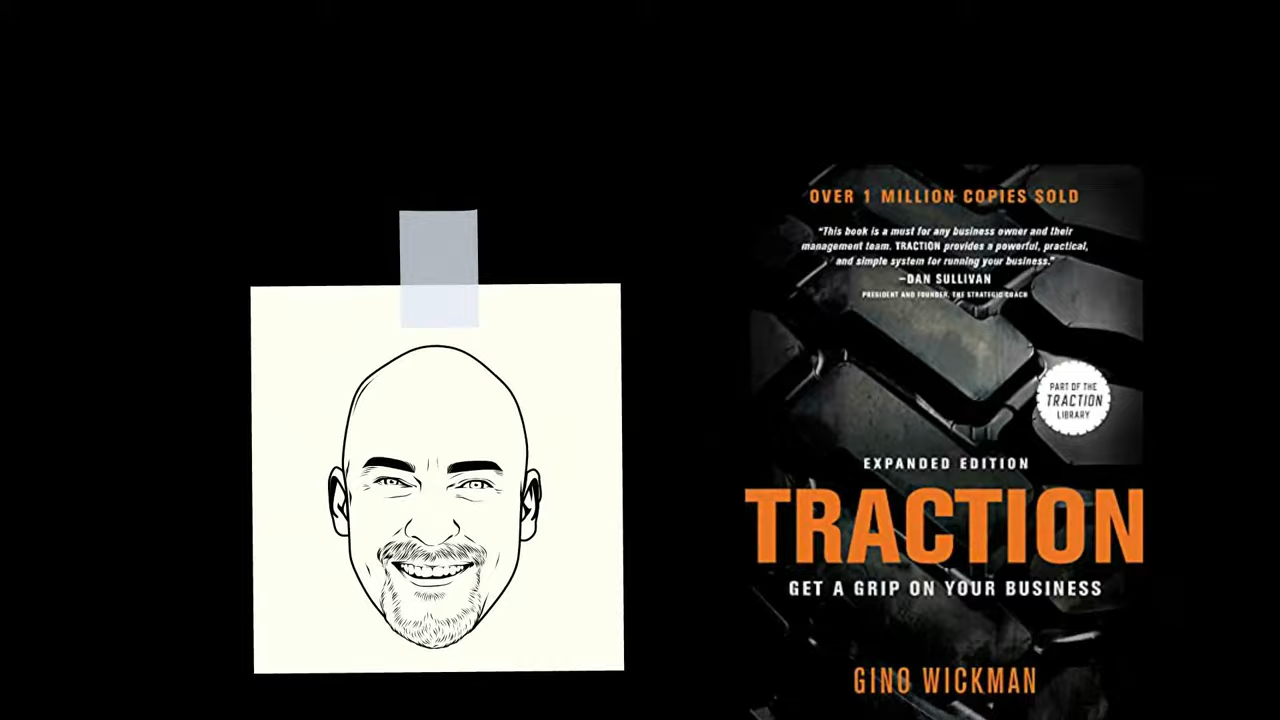 OVER 1 MILLION COPIES SOLD
"This book is a must for any business owner and their
management team. TRACTION provides a powerful, practical,
and simple system for running your business."
—DAN SULLIVAN
PRESIDENT AND FOUNDER, THE STRATEGIC COACH
PART OF THE
TRACTION
LIBRARY
EXPANDED EDITION
TRACTION
GET A GRIP ON YOUR BUSINESS
GINO WICKMAN